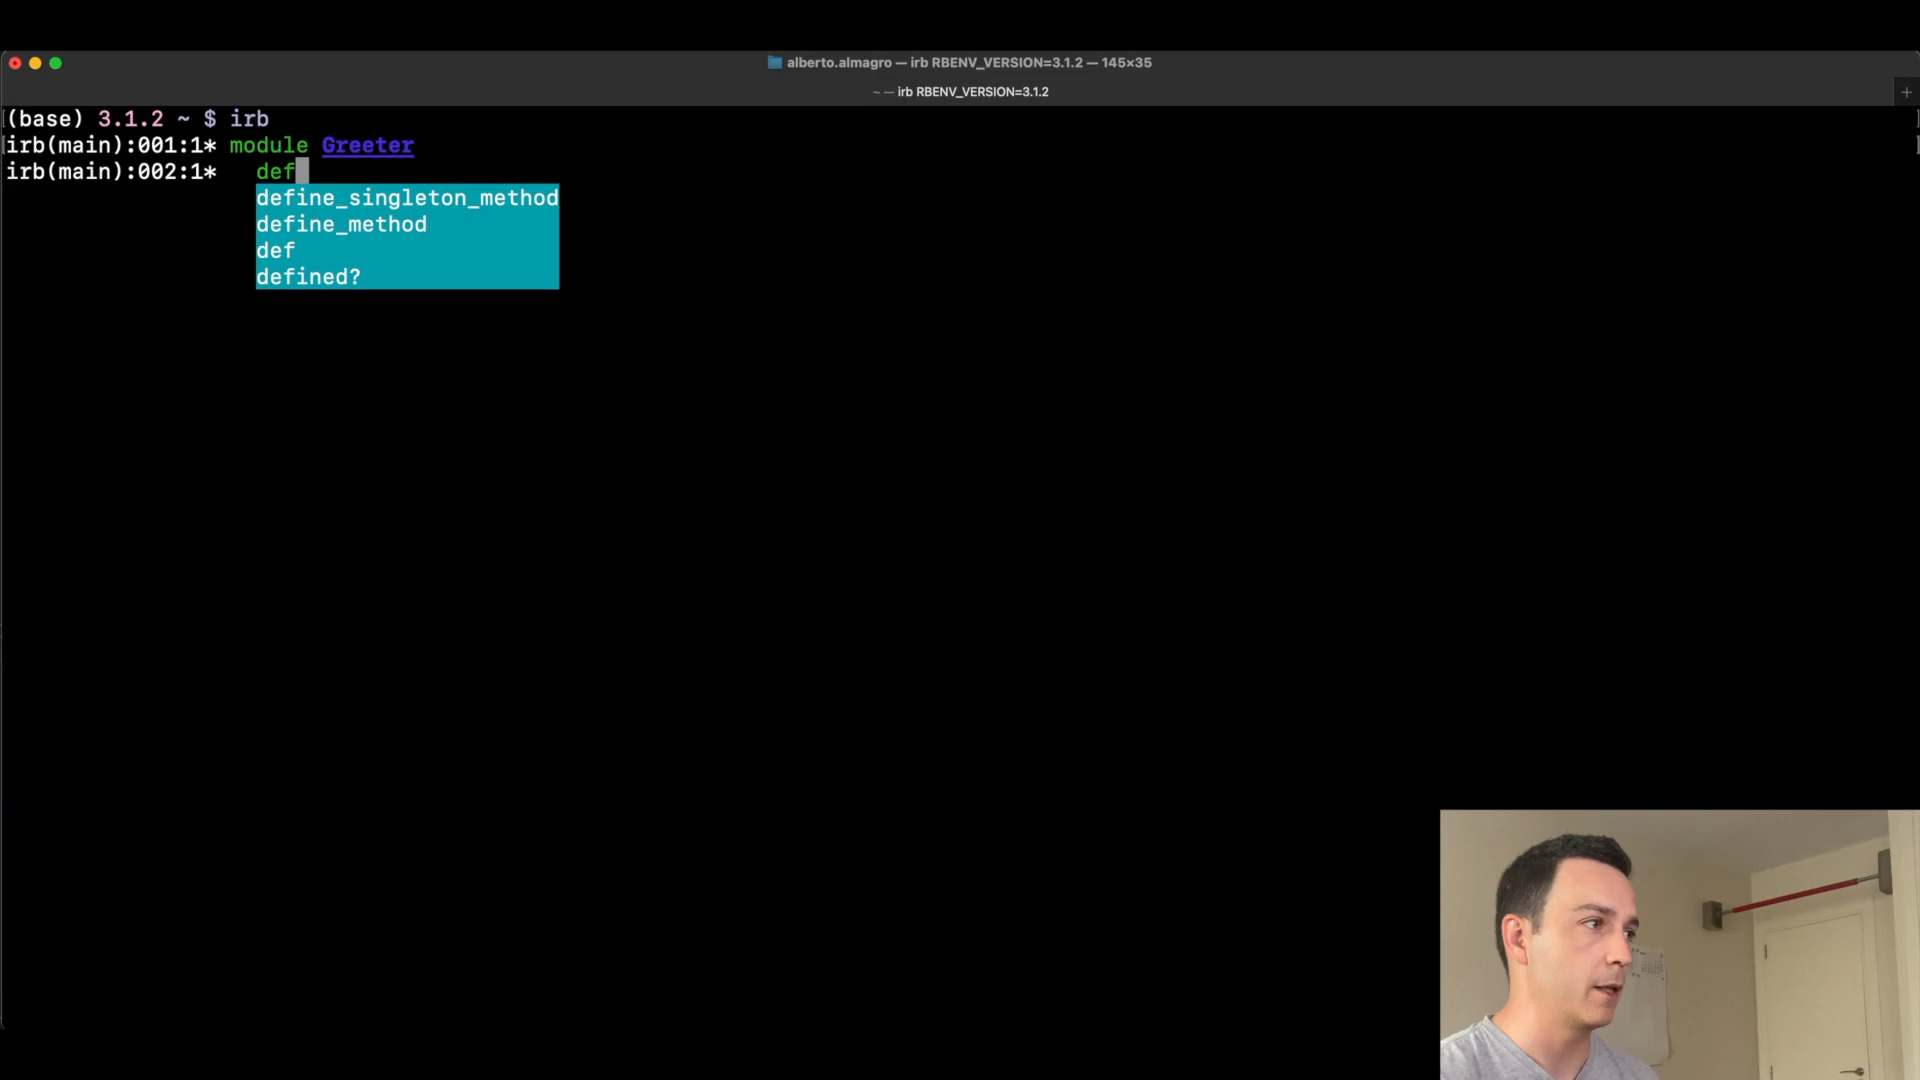 alberto.almagro — irb RBENV_VERSION=3.1.2 — 145×35
~ — irb RBENV_VERSION=3.1.2
(base) 3.1.2 ~ $ irb
irb(main):001:1* module Greeter
irb(main):002:1*   def
define_singleton_method
define_method
def
defined?